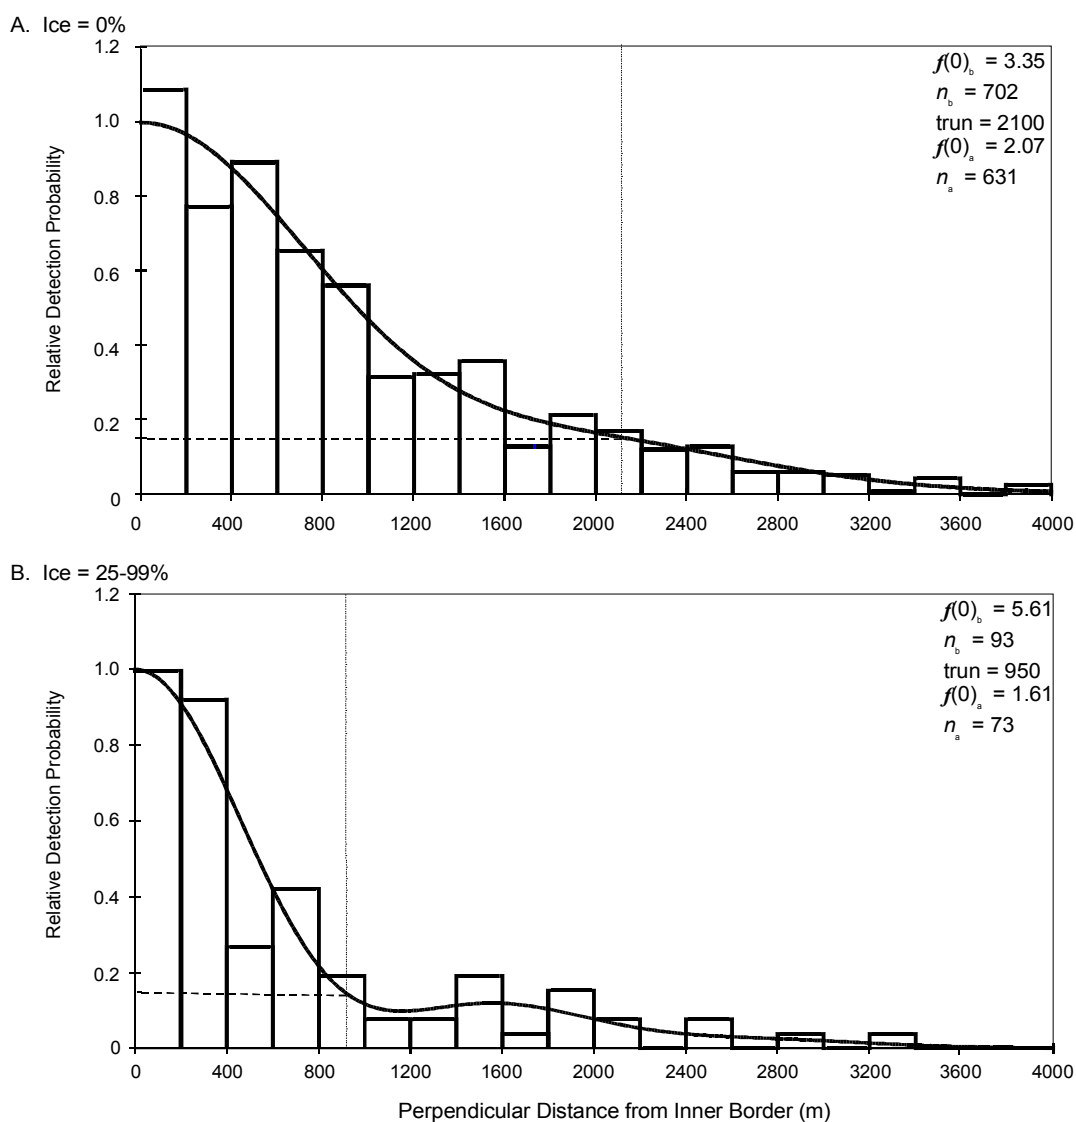 A. Ice = 0%
1.2
1.0
0.8
0.6
0.4
0.2
0
Relative Detection Probability
f(0)b = 3.35
nb = 702
trun = 2100
f(0)a = 2.07
na = 631
0 400 800 1200 1600 2000 2400 2800 3200 3600 4000
B. Ice = 25-99%
1.2
1.0
0.8
0.6
0.4
0.2
0
Relative Detection Probability
f(0)b = 5.61
nb = 93
trun = 950
f(0)a = 1.61
na = 73
0 400 800 1200 1600 2000 2400 2800 3200 3600 4000
Perpendicular Distance from Inner Border (m)